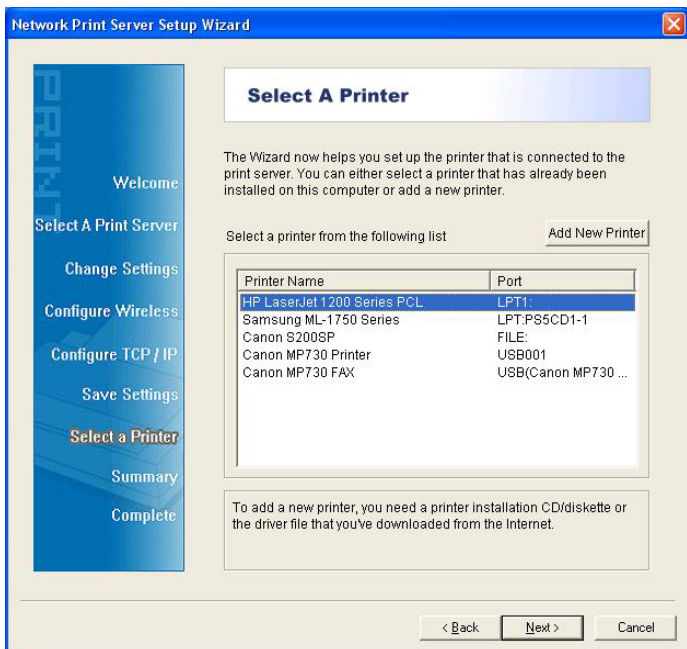 Network Print Server Setup Wizard
PRINT
Welcome
Select A Print Server
Change Settings
Configure Wireless
Configure TCP / IP
Save Settings
Select a Printer
Summary
Complete
Select A Printer
The Wizard now helps you set up the printer that is connected to the
print server. You can either select a printer that has already been
installed on this computer or add a new printer.
Select a printer from the following list
Add New Printer
Printer Name Port
HP LaserJet 1200 Series PCL LPT1:
Samsung ML-1750 Series LPT:PS5CD1-1
Canon S200SP FILE:
Canon MP730 Printer USB001
Canon MP730 FAX USB(Canon MP730 ...
To add a new printer, you need a printer installation CD/diskette or
the driver file that you've downloaded from the Internet.
< Back Next > Cancel